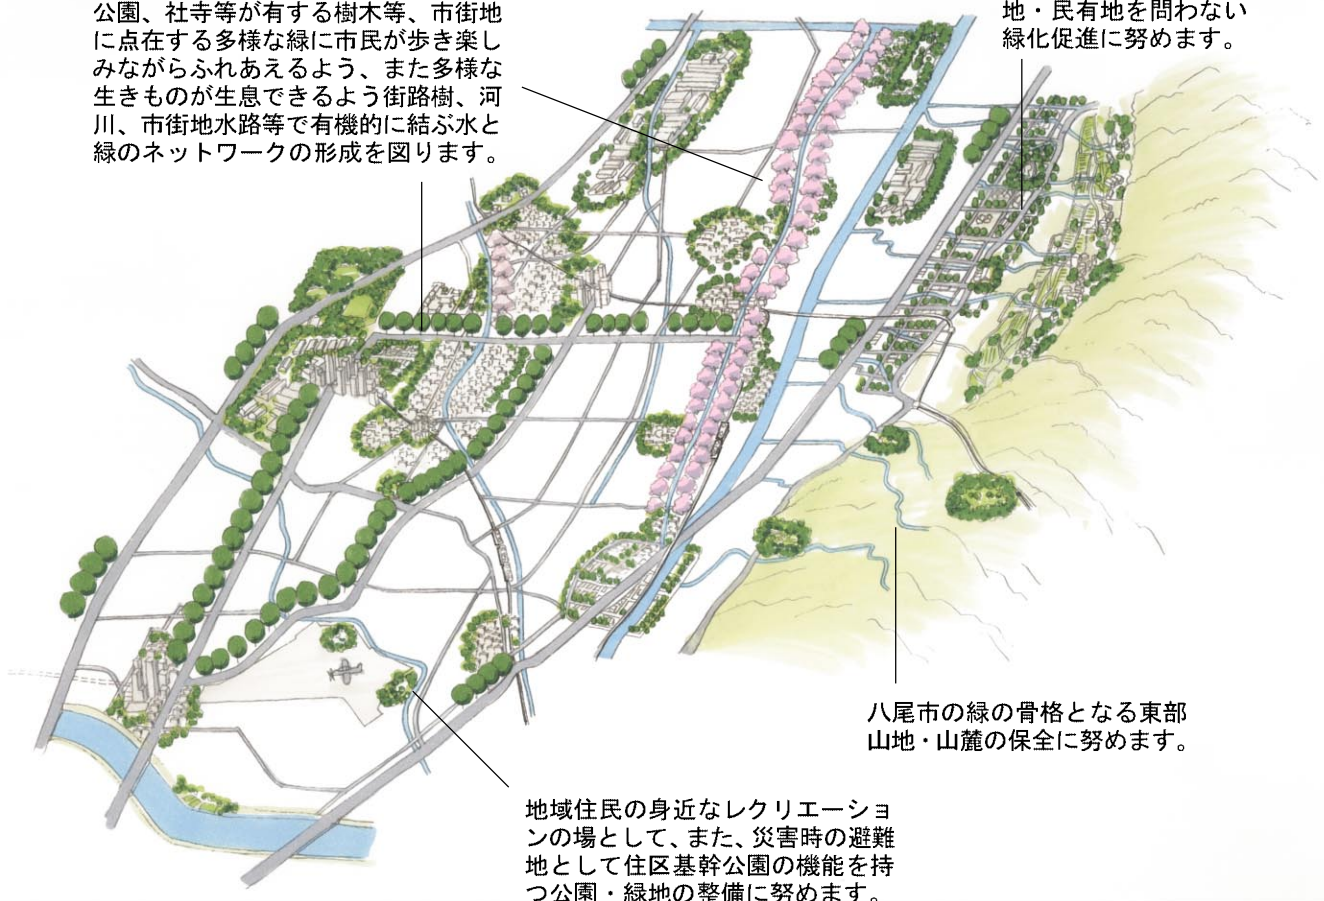 公園、社寺等が有する樹木等、市街地
に点在する多様な緑に市民が歩き楽し
みながらふれあえるよう、また多様な
生きものが生息できるよう街路樹、河
川、市街地水路等で有機的に結ぶ水と
緑のネットワークの形成を図ります。
地・民有地を問わない
緑化促進に努めます。
八尾市の緑の骨格となる東部
山地・山麓の保全に努めます。
地域住民の身近なレクリエーショ
ンの場として、また、災害時の避難
地として住区基幹公園の機能を持
つ公園・緑地の整備に努めます。